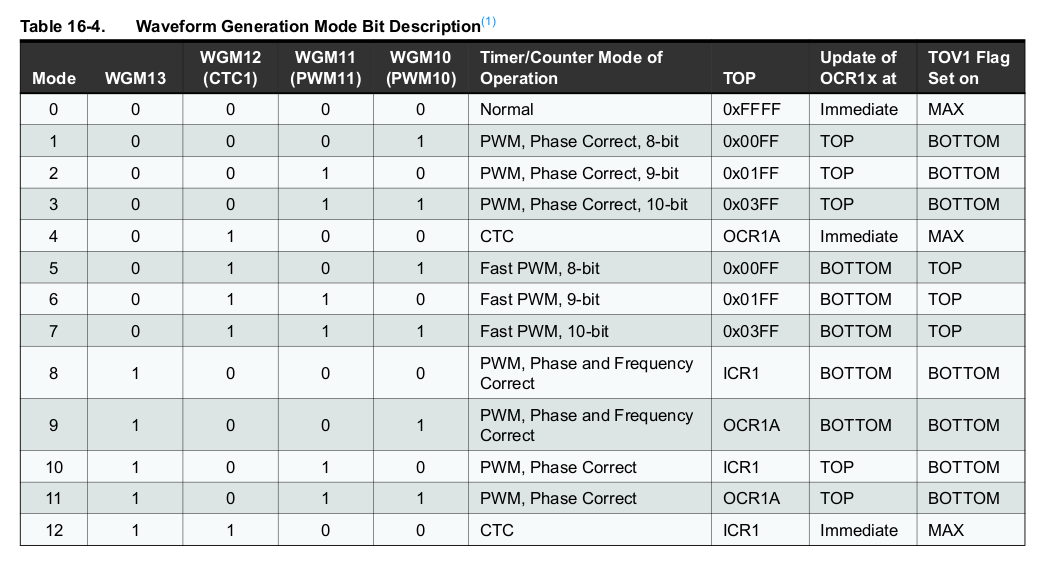 Table 16-4. Waveform Generation Mode Bit Description(1)
Mode WGM13 WGM12 (CTC1) WGM11 (PWM11) WGM10 (PWM10) Timer/Counter Mode of Operation TOP Update of OCR1x at TOV1 Flag Set on
0 0 0 0 0 Normal 0xFFFF Immediate MAX
1 0 0 0 1 PWM, Phase Correct, 8-bit 0x00FF TOP BOTTOM
2 0 0 1 0 PWM, Phase Correct, 9-bit 0x01FF TOP BOTTOM
3 0 0 1 1 PWM, Phase Correct, 10-bit 0x03FF TOP BOTTOM
4 0 1 0 0 CTC OCR1A Immediate MAX
5 0 1 0 1 Fast PWM, 8-bit 0x00FF BOTTOM TOP
6 0 1 1 0 Fast PWM, 9-bit 0x01FF BOTTOM TOP
7 0 1 1 1 Fast PWM, 10-bit 0x03FF BOTTOM TOP
8 1 0 0 0 PWM, Phase and Frequency Correct ICR1 BOTTOM BOTTOM
9 1 0 0 1 PWM, Phase and Frequency Correct OCR1A BOTTOM BOTTOM
10 1 0 1 0 PWM, Phase Correct ICR1 TOP BOTTOM
11 1 0 1 1 PWM, Phase Correct OCR1A TOP BOTTOM
12 1 1 0 0 CTC ICR1 Immediate MAX